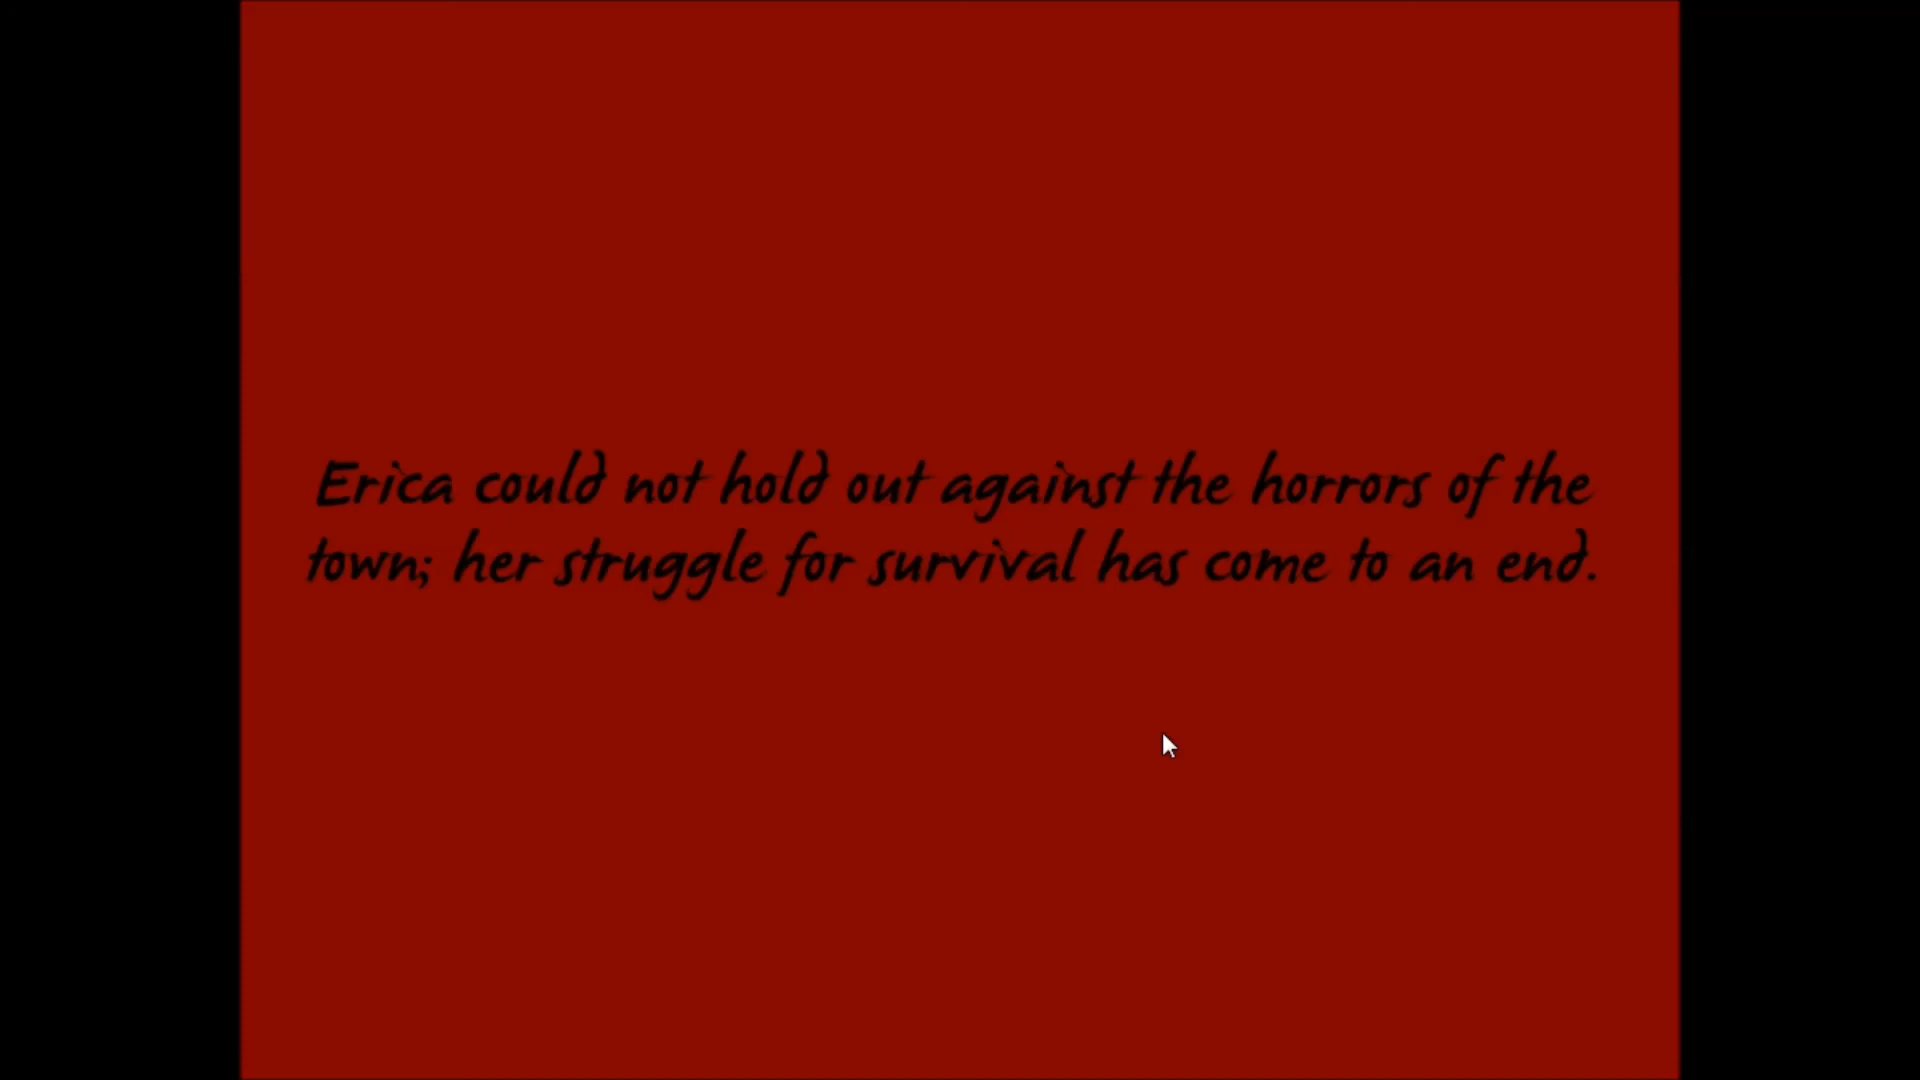 Erica could not hold out against the horrors of the
town; her struggle for survival has come to an end.